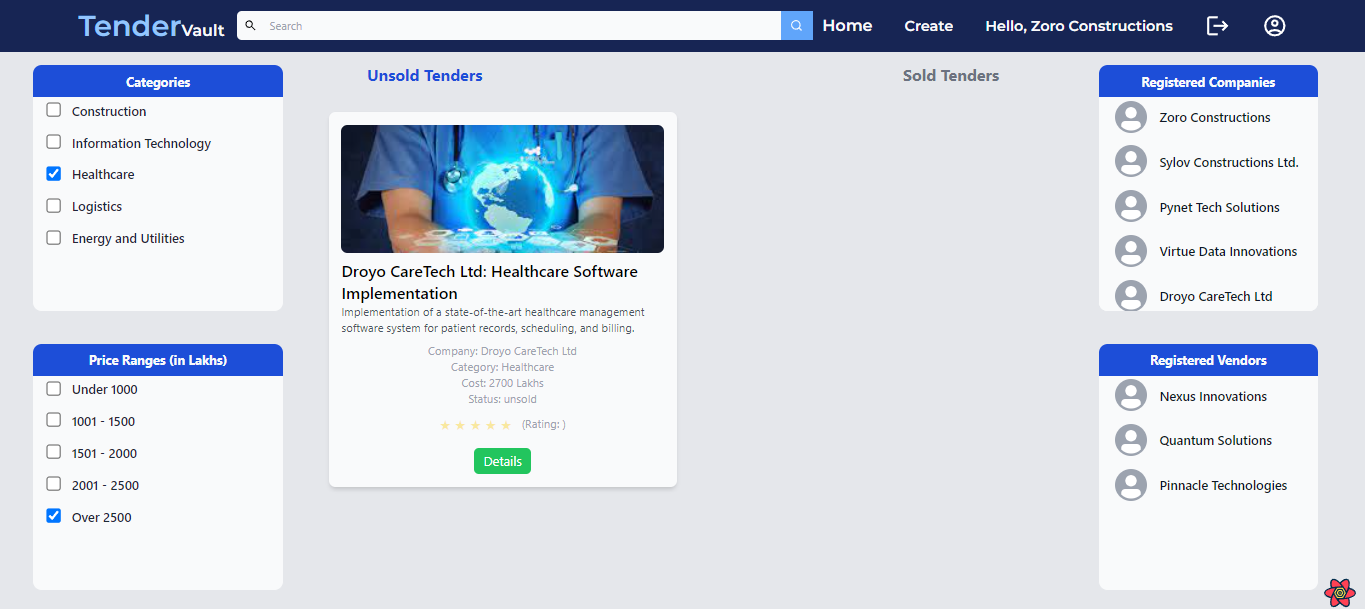 TenderVault
Search
Home
Create
Hello, Zoro Constructions
Categories
Construction
Information Technology
Healthcare
Logistics
Energy and Utilities
Price Ranges (in Lakhs)
Under 1000
1001 - 1500
1501 - 2000
2001 - 2500
Over 2500
Unsold Tenders
Sold Tenders
Droyo CareTech Ltd: Healthcare Software
Implementation
Implementation of a state-of-the-art healthcare management
software system for patient records, scheduling, and billing.
Company: Droyo CareTech Ltd
Category: Healthcare
Cost: 2700 Lakhs
Status: unsold
(Rating: )
Details
Registered Companies
Zoro Constructions
Sylov Constructions Ltd.
Pynet Tech Solutions
Virtue Data Innovations
Droyo CareTech Ltd
Registered Vendors
Nexus Innovations
Quantum Solutions
Pinnacle Technologies